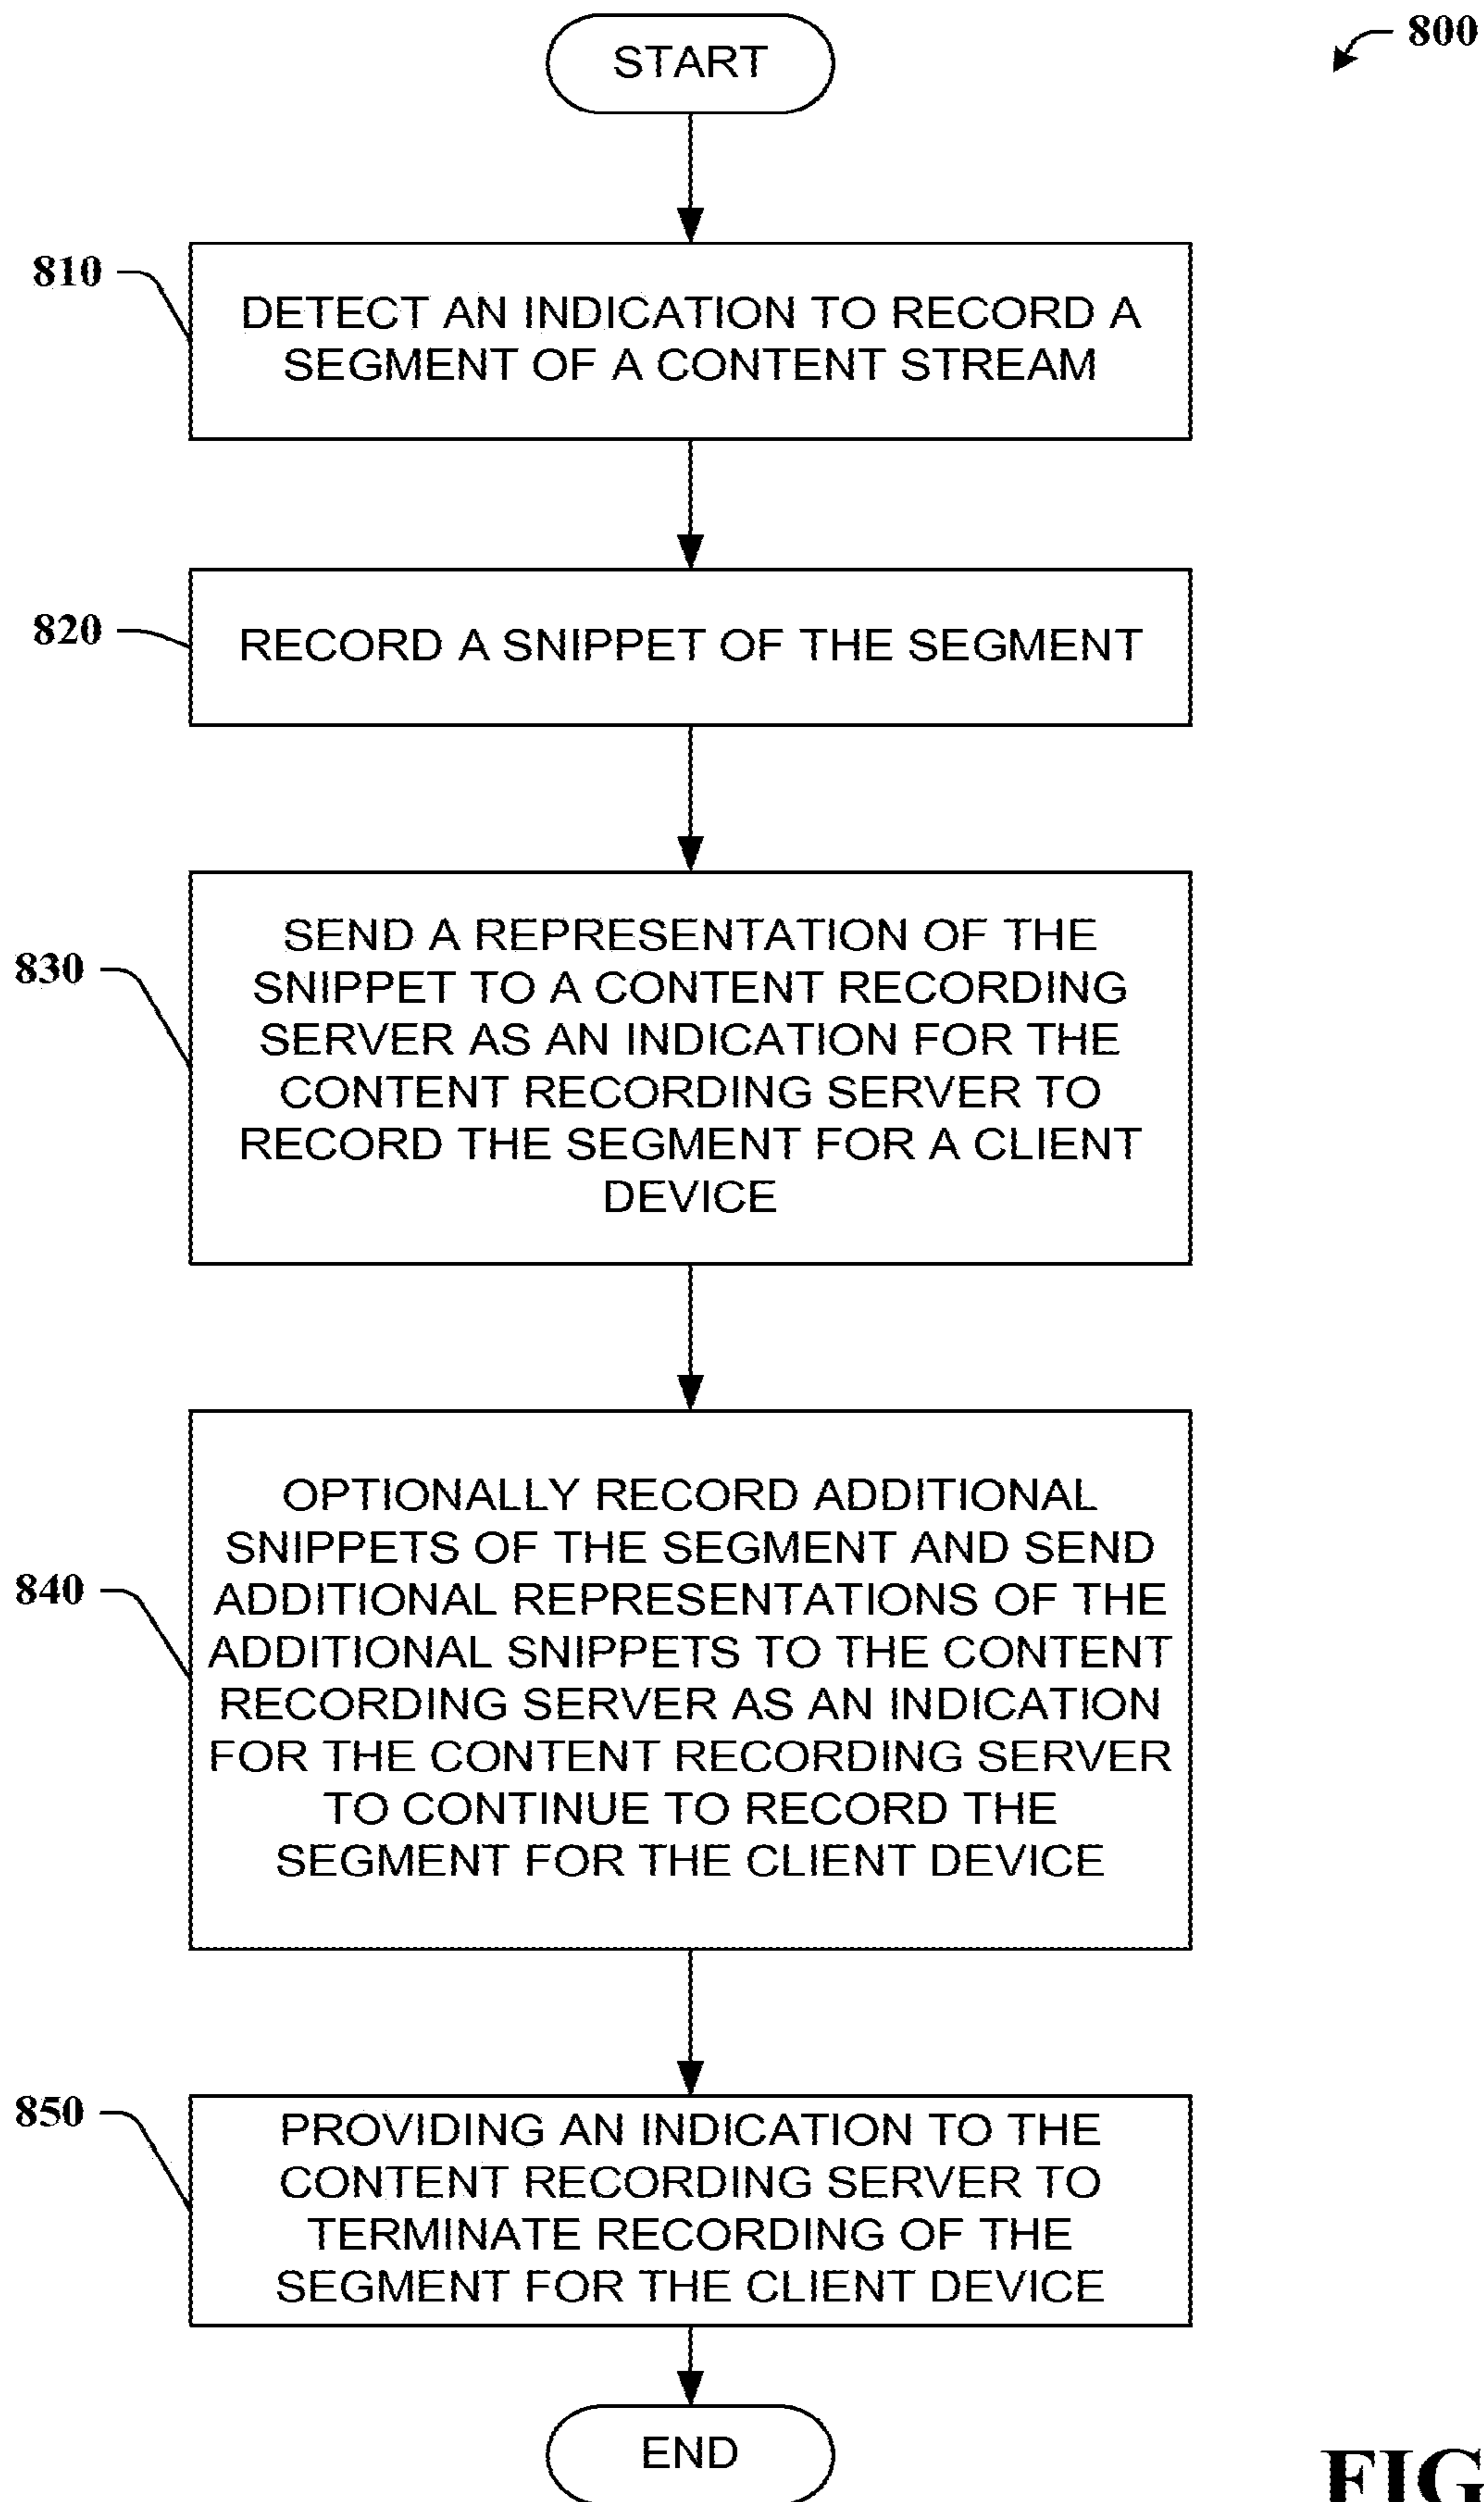 START
800
810
DETECT AN INDICATION TO RECORD A
SEGMENT OF A CONTENT STREAM
820
RECORD A SNIPPET OF THE SEGMENT
830
SEND A REPRESENTATION OF THE
SNIPPET TO A CONTENT RECORDING
SERVER AS AN INDICATION FOR THE
CONTENT RECORDING SERVER TO
RECORD THE SEGMENT FOR A CLIENT
DEVICE
840
OPTIONALLY RECORD ADDITIONAL
SNIPPETS OF THE SEGMENT AND SEND
ADDITIONAL REPRESENTATIONS OF THE
ADDITIONAL SNIPPETS TO THE CONTENT
RECORDING SERVER AS AN INDICATION
FOR THE CONTENT RECORDING SERVER
TO CONTINUE TO RECORD THE
SEGMENT FOR THE CLIENT DEVICE
850
PROVIDING AN INDICATION TO THE
CONTENT RECORDING SERVER TO
TERMINATE RECORDING OF THE
SEGMENT FOR THE CLIENT DEVICE
END
FIG